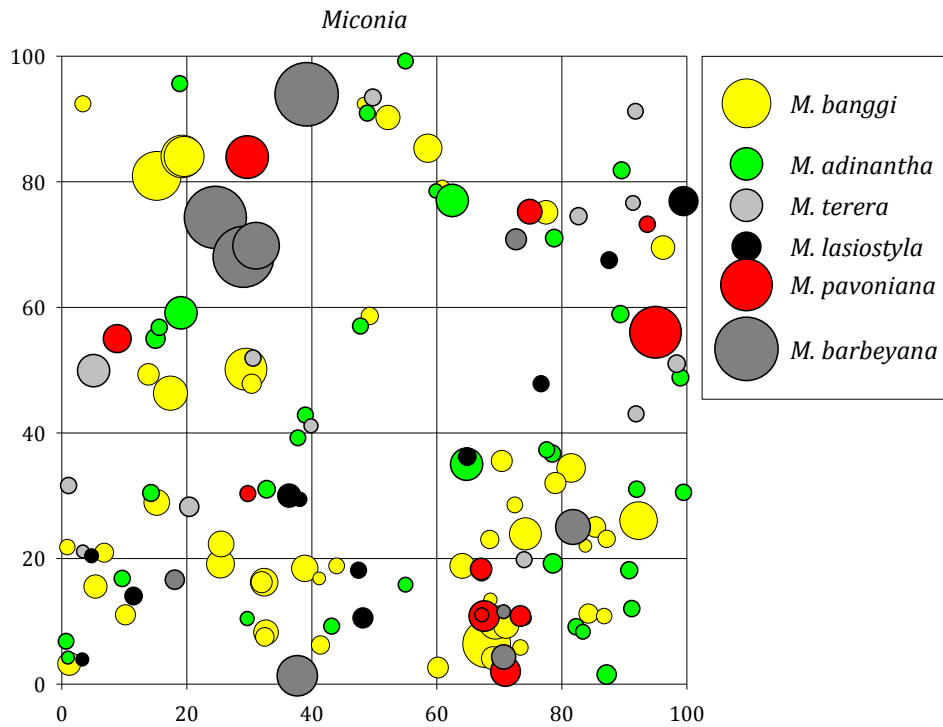 Miconia
100
80
60
40
20
0
0 20 40 60 80 100
M. banggi
M. adinantha
M. terera
M. lasiostyla
M. pavoniana
M. barbeyana